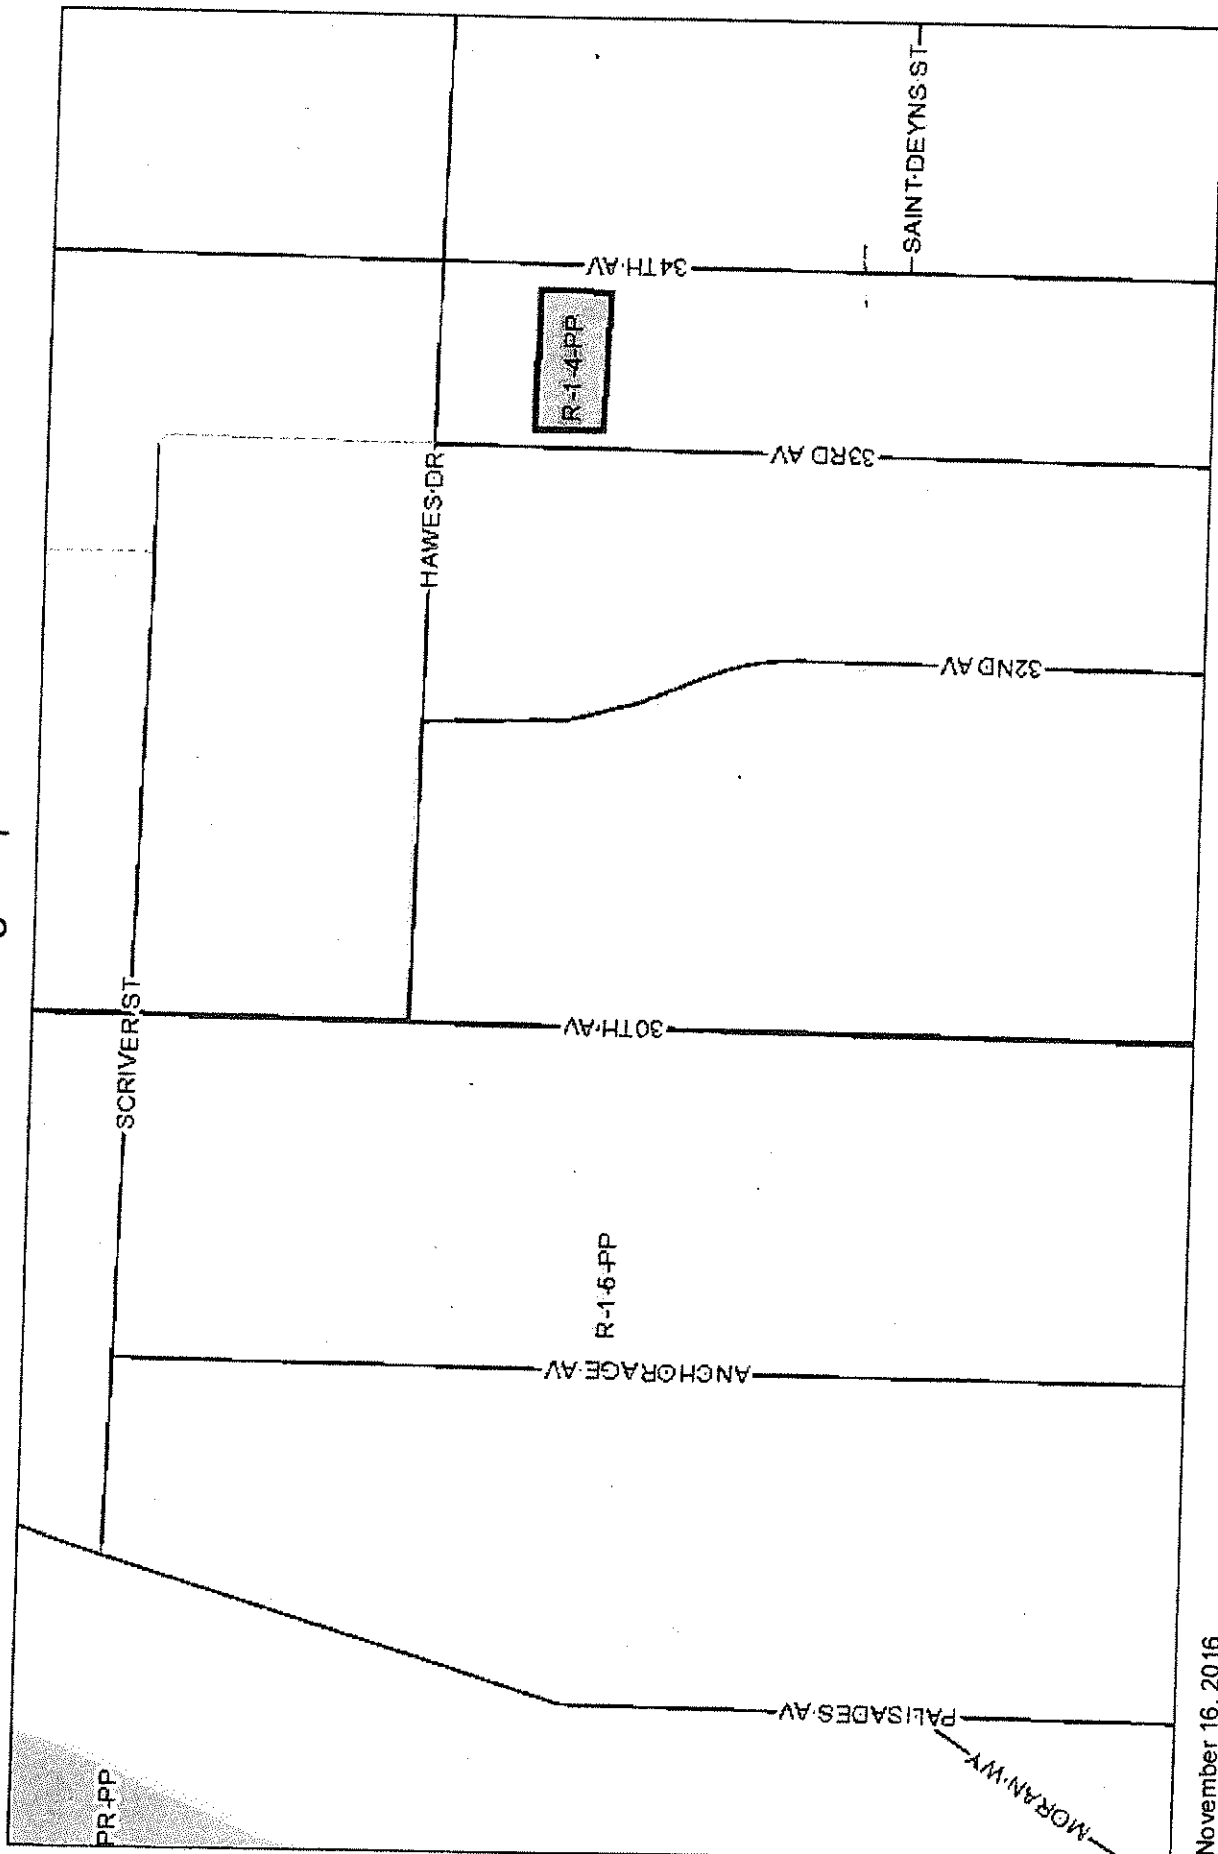 SAINT DEYNS ST
34TH AV
R-1-4-PP
33RD AV
HAWES DR
32ND AV
SCRIVER ST
30TH AV
R-1-6-PP
ANCHORAGE AV
PALISADES AV
MORAN WY
PR-PP
November 16, 2016